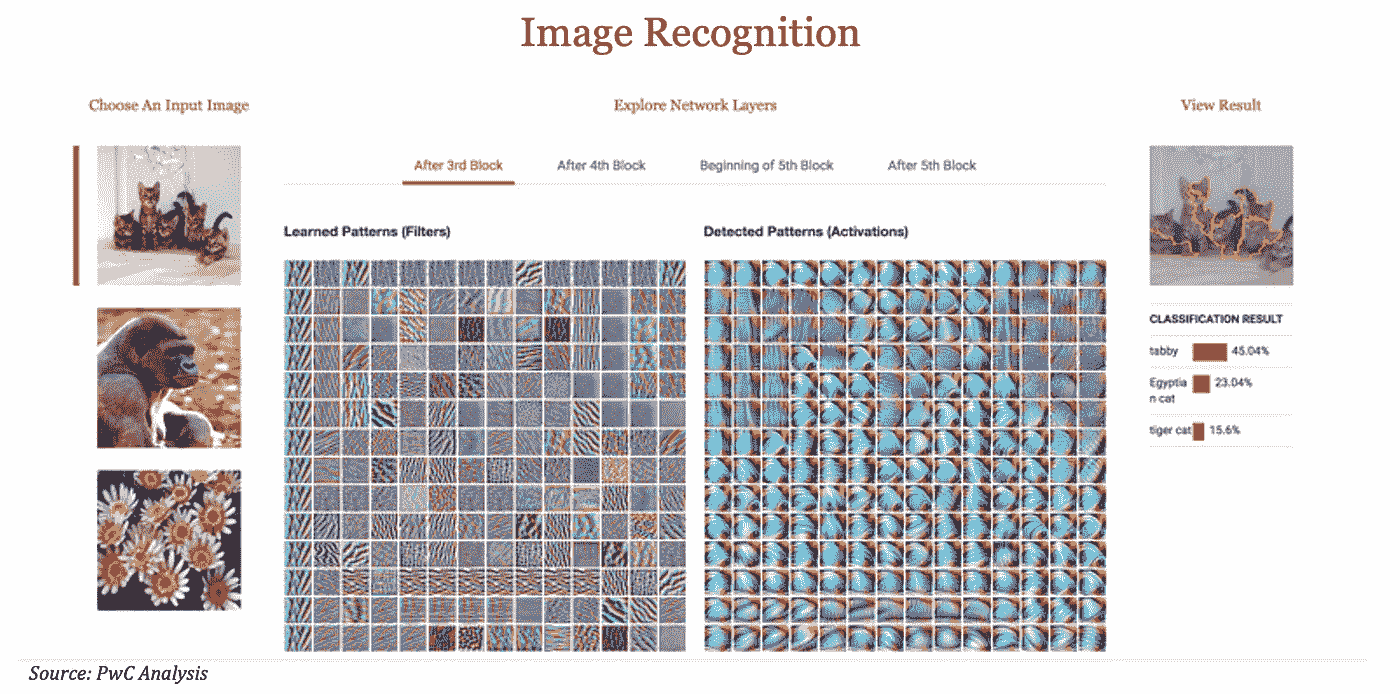 Image Recognition
Choose An Input Image
Explore Network Layers
View Result
After 3rd Block
After 4th Block
Beginning of 5th Block
After 5th Block
Learned Patterns (Filters)
Detected Patterns (Activations)
CLASSIFICATION RESULT
tabby 45.04%
Egyptia 23.04%
n cat
tiger cat 15.6%
Source: PwC Analysis